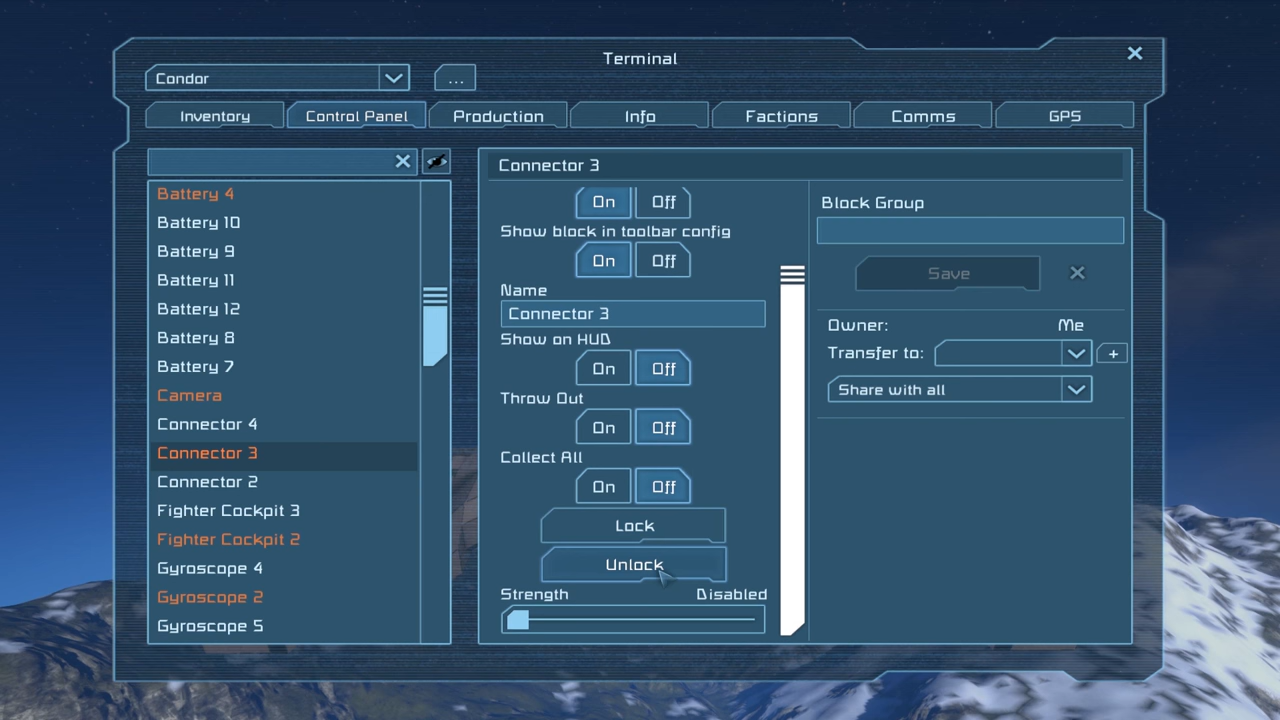 Terminal
Condor
...
Inventory
Control Panel
Production
Info
Factions
Comms
GPS
Battery 4
Battery 10
Battery 9
Battery 11
Battery 12
Battery 8
Battery 7
Camera
Connector 4
Connector 3
Connector 2
Fighter Cockpit 3
Fighter Cockpit 2
Gyroscope 4
Gyroscope 2
Gyroscope 5
Connector 3
On Off
Show block in toolbar config
On Off
Name
Connector 3
Show on HUD
On Off
Throw Out
On Off
Collect All
On Off
Lock
Unlock
Strength Disabled
Block Group
Save
Owner: Me
Transfer to: +
Share with all